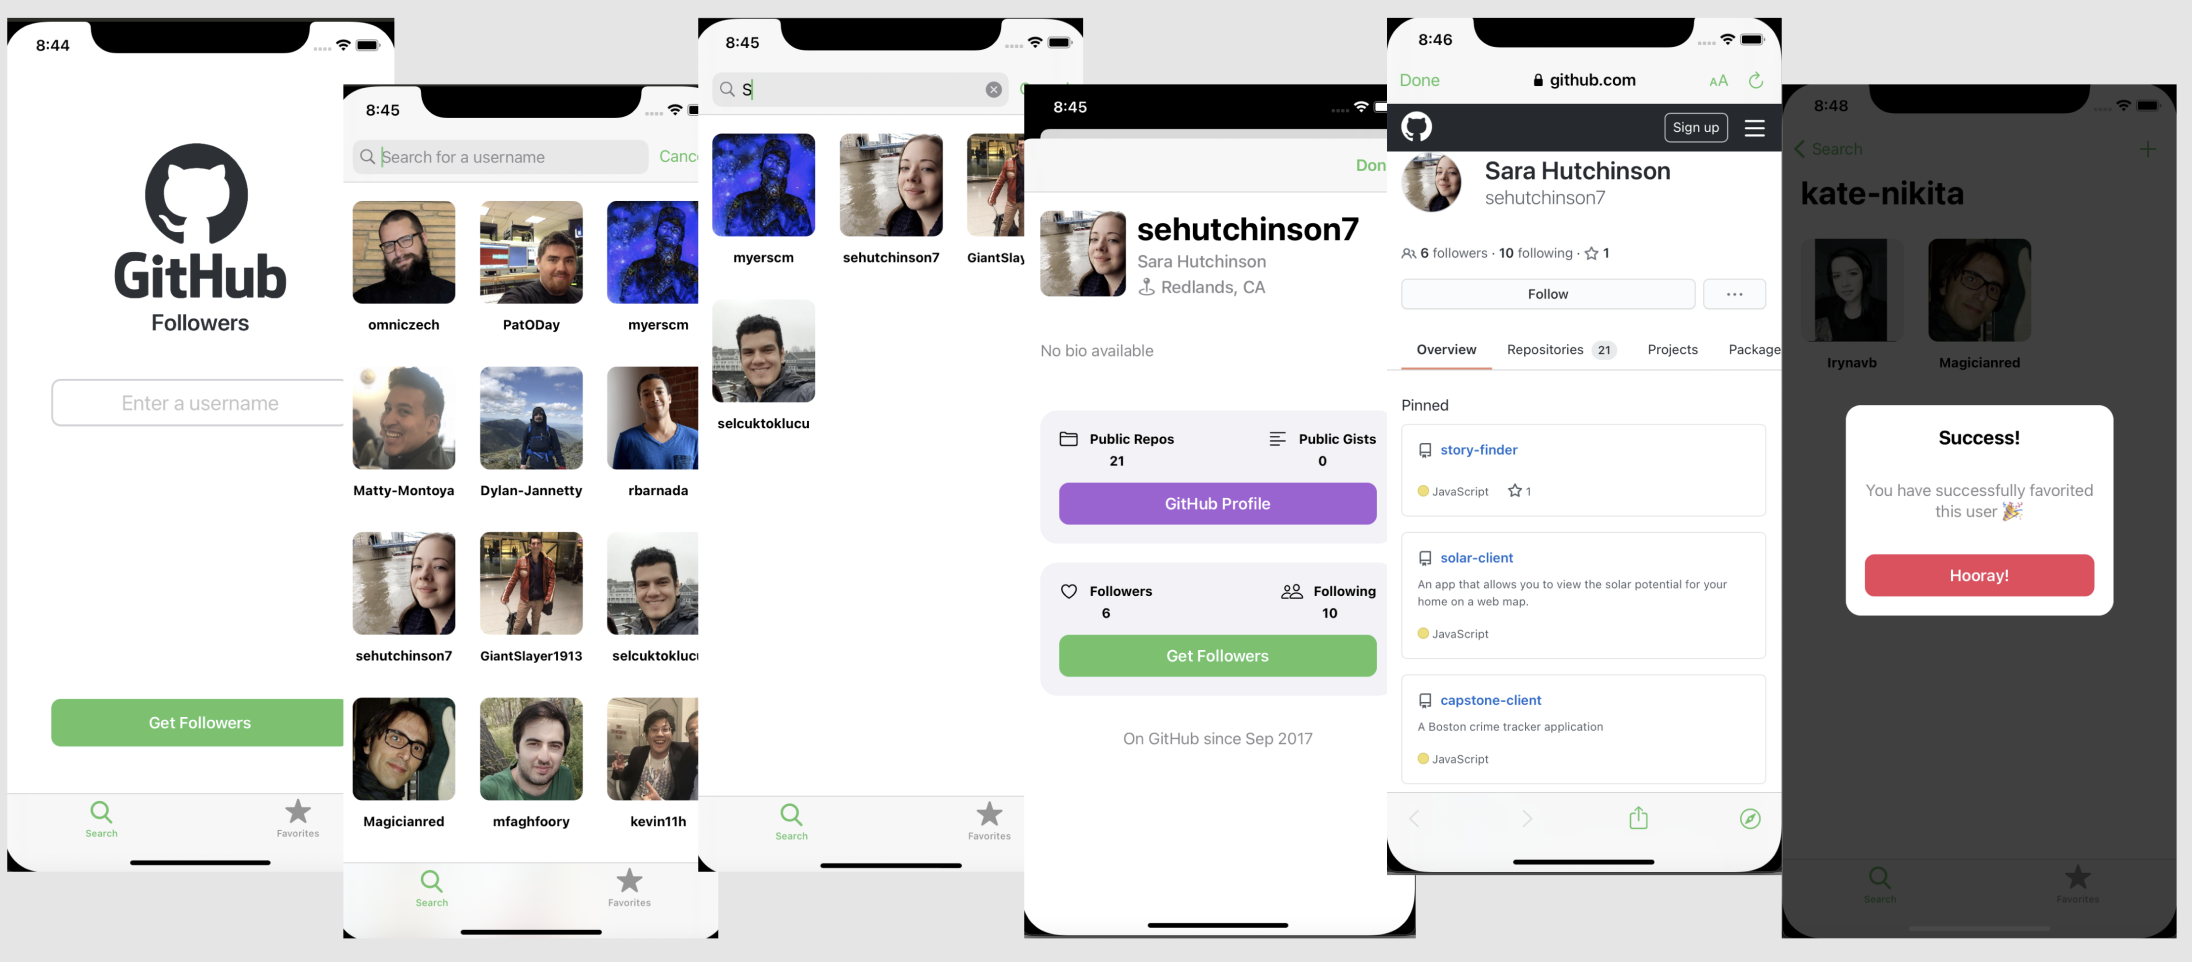 8:44
GitHub
Followers
Enter a username
Get Followers
Search
Favorites
8:45
Search for a username
Canc
omniczech
PatODay
myerscm
Matty-Montoya
Dylan-Jannetty
rbarnada
sehutchinson7
GiantSlayer1913
selcuktoklucu
Magicianred
mfaghfoory
kevin11h
Search
Favorites
8:45
S
myerscm
sehutchinson7
GiantSlay
selcuktoklucu
Search
Favorites
8:45
Don
sehutchinson7
Sara Hutchinson
Redlands, CA
No bio available
Public Repos
21
Public Gists
0
GitHub Profile
Followers
6
Following
10
Get Followers
On GitHub since Sep 2017
8:46
Done
github.com
AA
Sign up
Sara Hutchinson
sehutchinson7
6 followers · 10 following · 1
Follow
...
Overview
Repositories 21
Projects
Package
Pinned
story-finder
JavaScript 1
solar-client
An app that allows you to view the solar potential for your
home on a web map.
JavaScript
capstone-client
A Boston crime tracker application
JavaScript
8:48
Search
kate-nikita
Irynavb
Magicianred
Success!
You have successfully favorited
this user 🎉
Hooray!
Search
Favorites